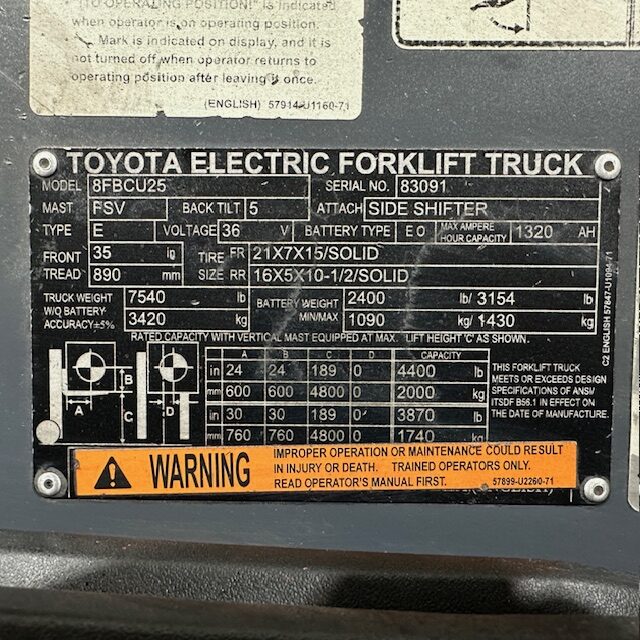 "[TO OPERATING POSITION!" is indicated
when operator is on operating position.
Mark is indicated on display, and it is
not turned off when operator returns to
operating position after leaving it once.
(ENGLISH) 57914-U1160-71
TOYOTA ELECTRIC FORKLIFT TRUCK
MODEL 8FBCU25 SERIAL NO. 83091
MAST FSV BACK TILT 5 ATTACH SIDE SHIFTER
TYPE E VOLTAGE 36 V BATTERY TYPE E O MAX AMPERE HOUR CAPACITY 1320 AH
FRONT TREAD 35 in TIRE SIZE FR 21X7X15/SOLID
890 mm RR 16X5X10-1/2/SOLID
TRUCK WEIGHT W/O BATTERY ACCURACY±5% 7540 lb BATTERY WEIGHT MIN/MAX 2400 lb/ 3154 lb
3420 kg 1090 kg/ 1430 kg
C2 ENGLISH 57847-U1094-71
RATED CAPACITY WITH VERTICAL MAST EQUIPPED AT MAX. LIFT HEIGHT 'C' AS SHOWN.
A B C D CAPACITY
in 24 24 189 0 4400 lb
mm 600 600 4800 0 2000 kg
in 30 30 189 0 3870 lb
mm 760 760 4800 0 1740 kg
A B C D
THIS FORKLIFT TRUCK
MEETS OR EXCEEDS DESIGN
SPECIFICATIONS OF ANSI/
ITSDF B56.1 IN EFFECT ON
THE DATE OF MANUFACTURE.
WARNING
IMPROPER OPERATION OR MAINTENANCE COULD RESULT
IN INJURY OR DEATH. TRAINED OPERATORS ONLY.
READ OPERATOR'S MANUAL FIRST. 57899-U2260-71